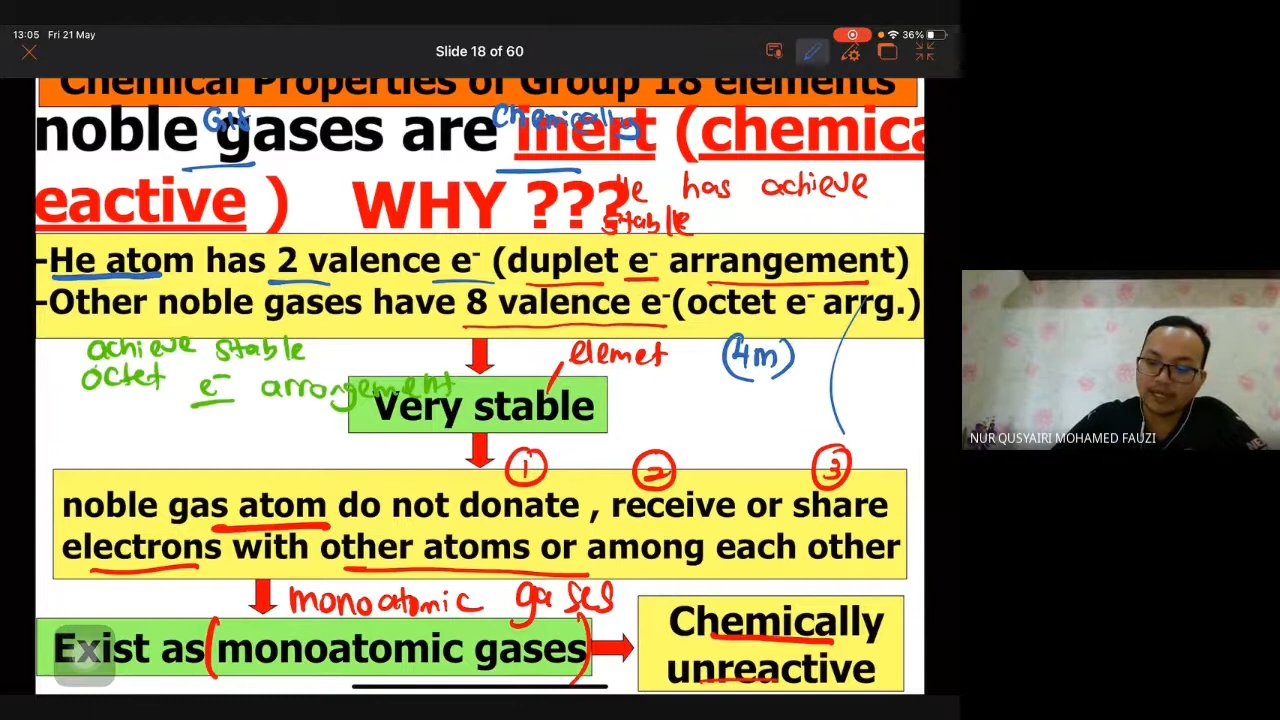 13:05 Fri 21 May
36%
Slide 18 of 60
Chemical Properties of Group 18 elements
G18 chemically
noble gases are inert (chemica
eactive ) WHY ???
He has achieve
stable
-He atom has 2 valence e- (duplet e- arrangement)
-Other noble gases have 8 valence e-(octet e- arrg.)
achieve stable
octet e- arrangement
elemet
(4m)
Very stable
1 2 3
noble gas atom do not donate , receive or share
electrons with other atoms or among each other
monoatomic gases
Exist as (monoatomic gases)
Chemically
unreactive
NUR QUSYAIRI MOHAMED FAUZI